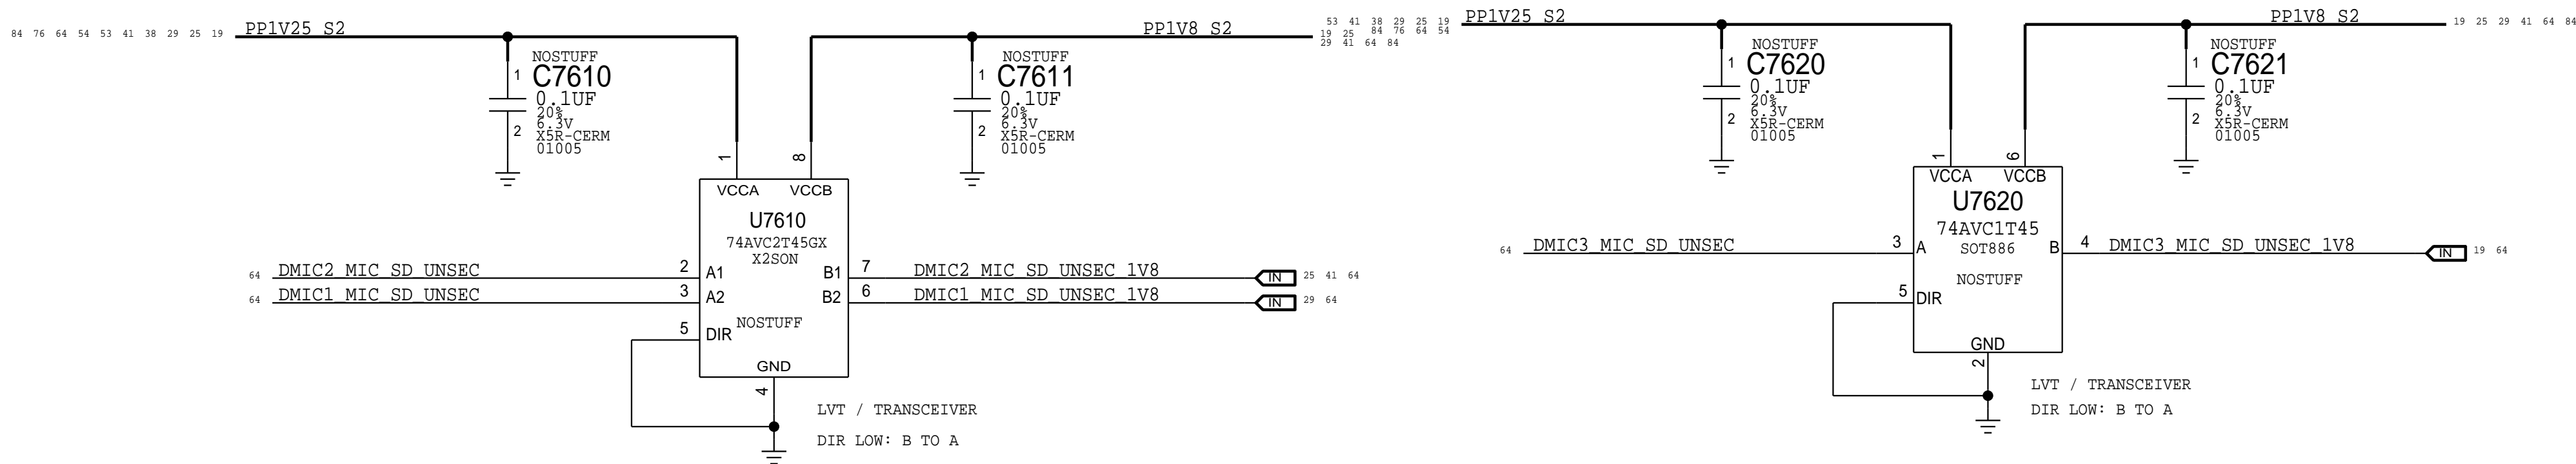 84 76 64 54 53 41 38 29 25 19 PP1V25_S2
PP1V8_S2 19 25
29 41 64 84
NOSTUFF
1 C7610
0.1UF
20%
6.3V
2 X5R-CERM
01005
NOSTUFF
1 C7611
0.1UF
20%
6.3V
2 X5R-CERM
01005
1 8
VCCA VCCB
U7610
74AVC2T45GX
X2SON
64 DMIC2_MIC_SD_UNSEC 2 A1 B1 7 DMIC2_MIC_SD_UNSEC_1V8 IN 25 41 64
64 DMIC1_MIC_SD_UNSEC 3 A2 B2 6 DMIC1_MIC_SD_UNSEC_1V8 IN 29 64
NOSTUFF
5 DIR
GND
4
LVT / TRANSCEIVER
DIR LOW: B TO A
53 41 38 29 25 19 PP1V25_S2
84 76 64 54
PP1V8_S2 19 25 29 41 64 84
NOSTUFF
1 C7620
0.1UF
20%
6.3V
2 X5R-CERM
01005
NOSTUFF
1 C7621
0.1UF
20%
6.3V
2 X5R-CERM
01005
1 6
VCCA VCCB
U7620
74AVC1T45
SOT886
64 DMIC3_MIC_SD_UNSEC 3 A B 4 DMIC3_MIC_SD_UNSEC_1V8 IN 19 64
NOSTUFF
5 DIR
GND
2
LVT / TRANSCEIVER
DIR LOW: B TO A